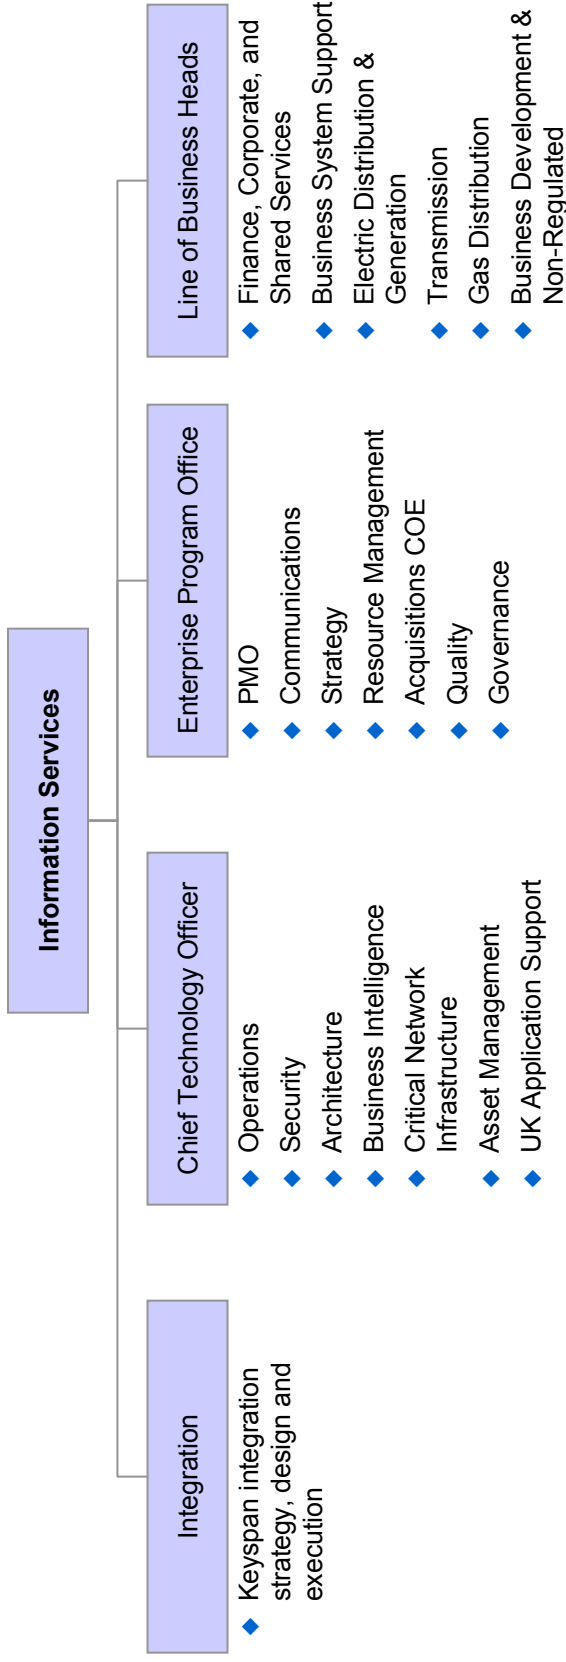 Information Services
Integration
Keyspan integration
strategy, design and
execution
Chief Technology Officer
Operations
Security
Architecture
Business Intelligence
Critical Network
Infrastructure
Asset Management
UK Application Support
Enterprise Program Office
PMO
Communications
Strategy
Resource Management
Acquisitions COE
Quality
Governance
Line of Business Heads
Finance, Corporate, and
Shared Services
Business System Support
Electric Distribution &
Generation
Transmission
Gas Distribution
Business Development &
Non-Regulated